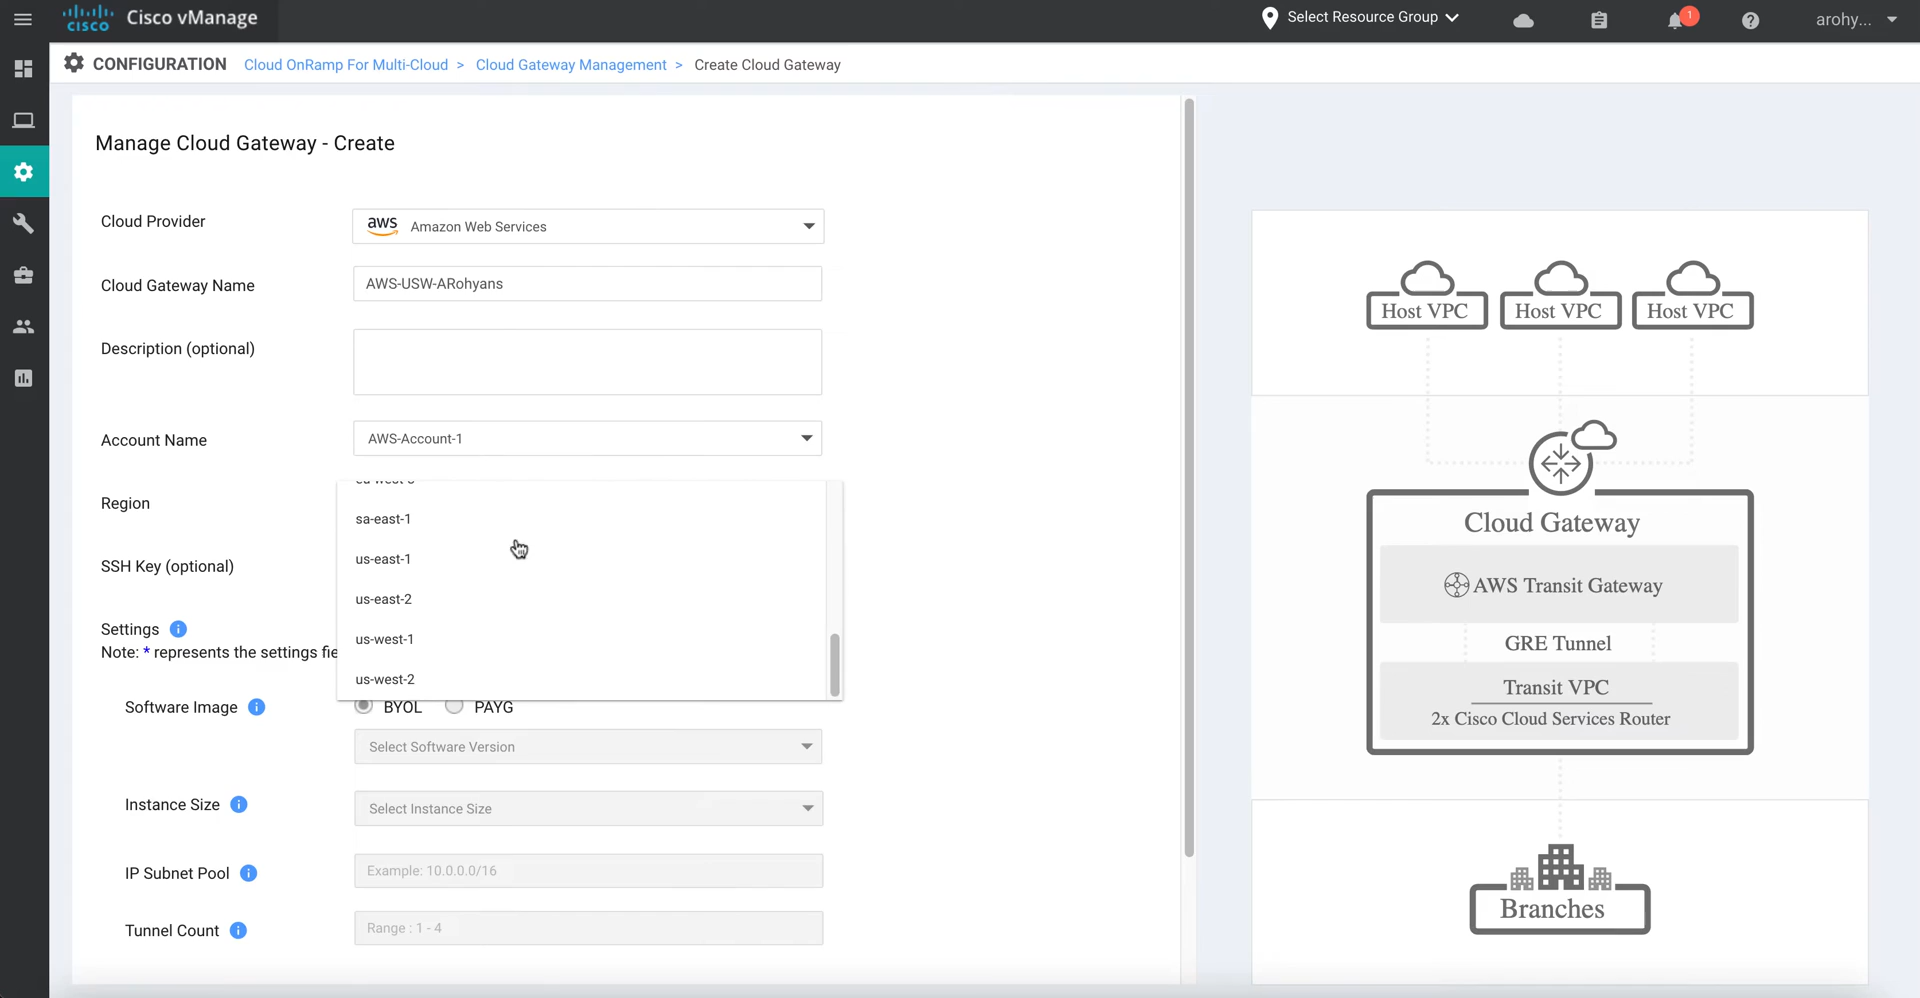 CISCO
Cisco vManage
Select Resource Group
1
arohy...
CONFIGURATION
Cloud OnRamp For Multi-Cloud > Cloud Gateway Management > Create Cloud Gateway
Manage Cloud Gateway - Create
Cloud Provider
aws Amazon Web Services
Cloud Gateway Name
AWS-USW-ARohyans
Description (optional)
Account Name
AWS-Account-1
Region
sa-east-1
us-east-1
SSH Key (optional)
us-east-2
Settings
us-west-1
Note: * represents the settings fie
us-west-2
Software Image
BYOL PAYG
Select Software Version
Instance Size
Select Instance Size
IP Subnet Pool
Example: 10.0.0.0/16
Tunnel Count
Range : 1 - 4
Host VPC Host VPC Host VPC
Cloud Gateway
AWS Transit Gateway
GRE Tunnel
Transit VPC
2x Cisco Cloud Services Router
Branches